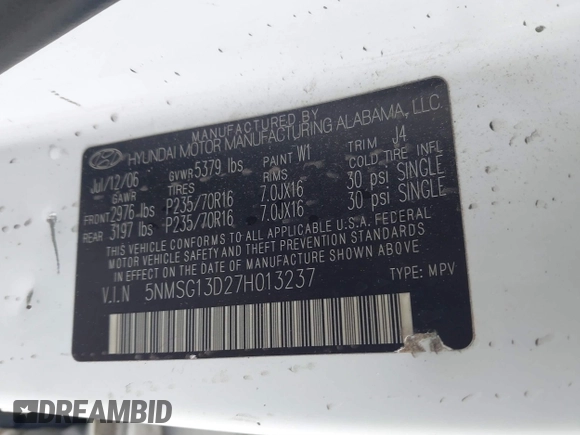 MANUFACTURED BY
HYUNDAI MOTOR MANUFACTURING ALABAMA, LLC.
Jul/12/06 GVWR 5379 lbs PAINT W1 TRIM J4
GAWR TIRES RIMS COLD TIRE INFL
FRONT 2976 lbs P235/70R16 7.0JX16 30 psi SINGLE
REAR 3197 lbs P235/70R16 7.0JX16 30 psi SINGLE
THIS VEHICLE CONFORMS TO ALL APPLICABLE U.S.A. FEDERAL
MOTOR VEHICLE SAFETY AND THEFT PREVENTION STANDARDS
IN EFFECT ON THE DATE OF MANUFACTURE SHOWN ABOVE.
V.I.N 5NMSG13D27H013237 TYPE: MPV
DREAMBID